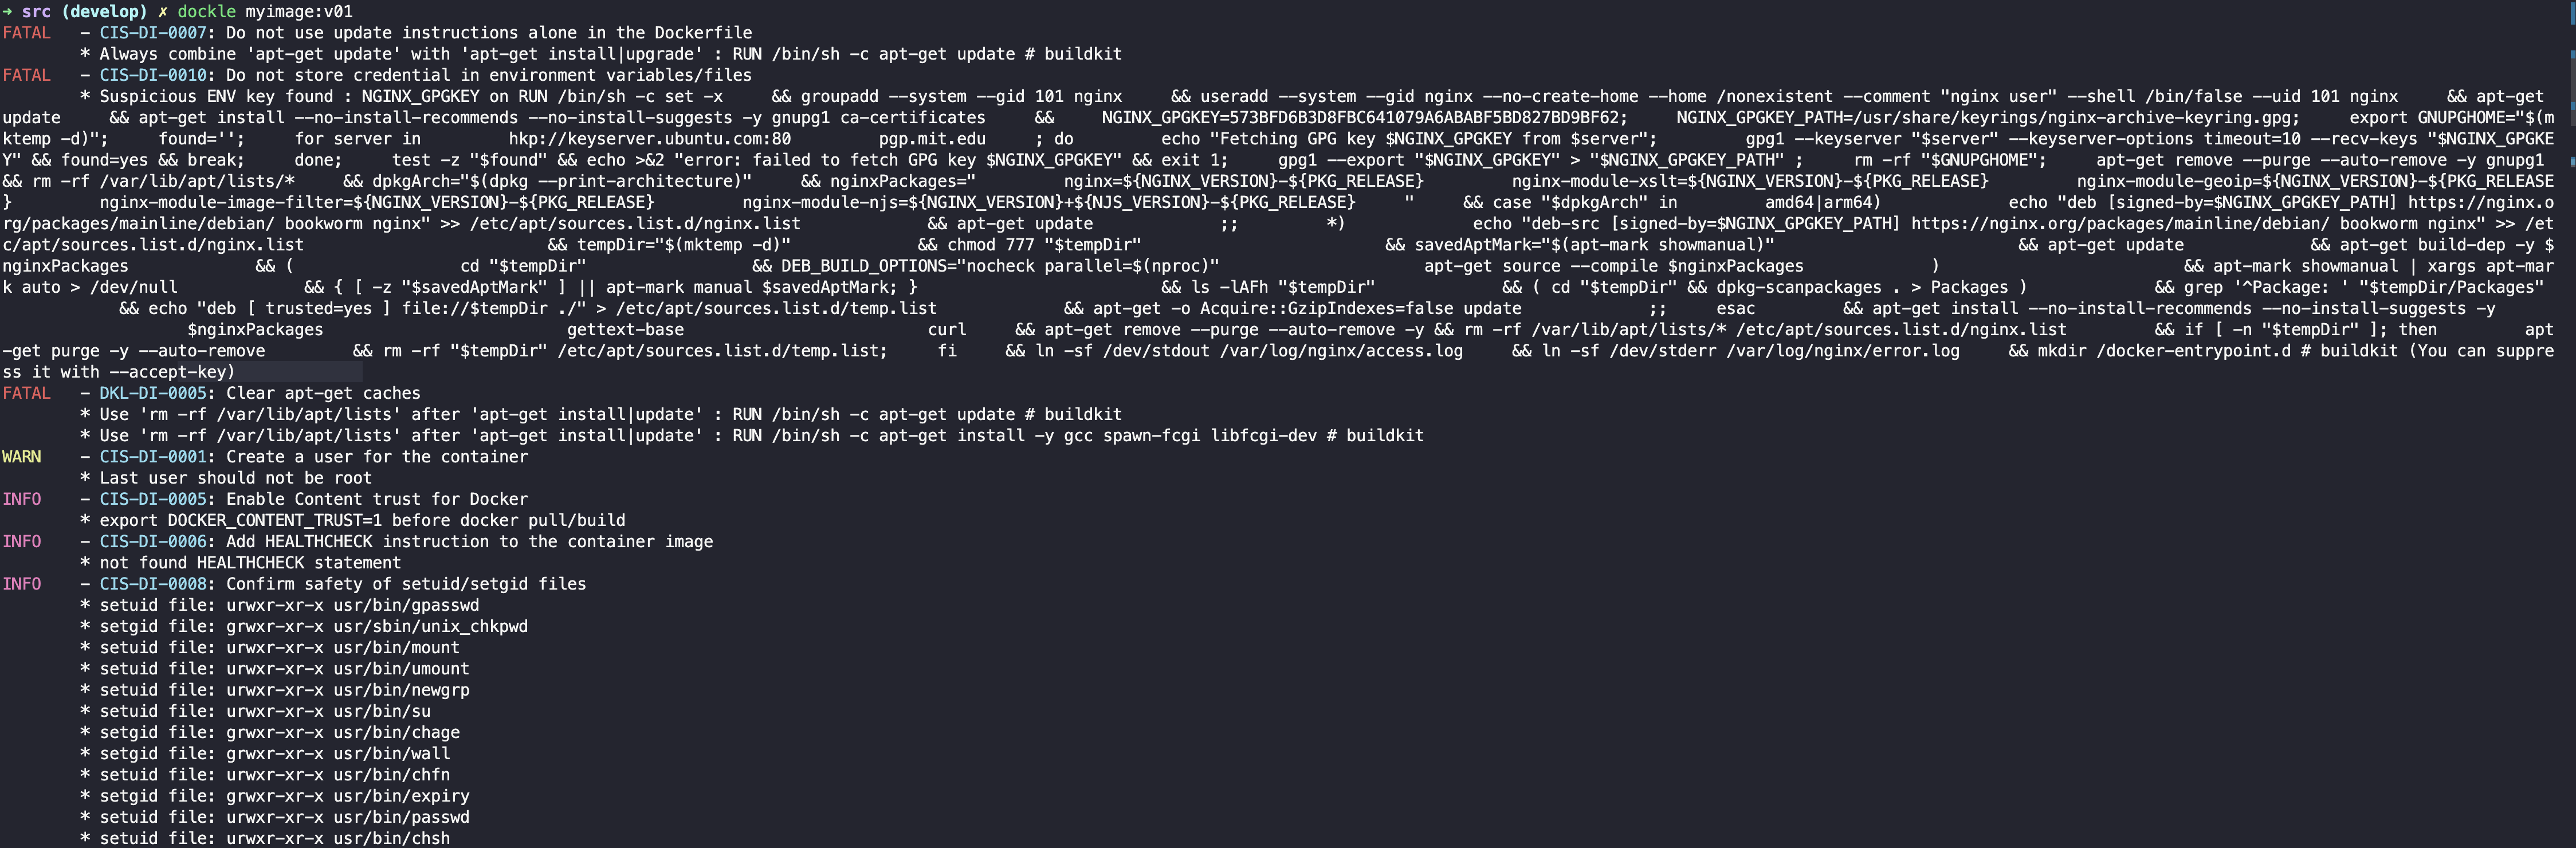 → src (develop) ✗ dockle myimage:v01
FATAL - CIS-DI-0007: Do not use update instructions alone in the Dockerfile
* Always combine 'apt-get update' with 'apt-get install|upgrade' : RUN /bin/sh -c apt-get update # buildkit
FATAL - CIS-DI-0010: Do not store credential in environment variables/files
* Suspicious ENV key found : NGINX_GPGKEY on RUN /bin/sh -c set -x && groupadd --system --gid 101 nginx && useradd --system --gid nginx --no-create-home --home /nonexistent --comment "nginx user" --shell /bin/false --uid 101 nginx && apt-get
update && apt-get install --no-install-recommends --no-install-suggests -y gnupg1 ca-certificates && NGINX_GPGKEY=573BFD6B3D8FBC641079A6ABABF5BD827BD9BF62; NGINX_GPGKEY_PATH=/usr/share/keyrings/nginx-archive-keyring.gpg; export GNUPGHOME="$(m
ktemp -d)"; found=''; for server in hkp://keyserver.ubuntu.com:80 pgp.mit.edu ; do echo "Fetching GPG key $NGINX_GPGKEY from $server"; gpg1 --keyserver "$server" --keyserver-options timeout=10 --recv-keys "$NGINX_GPGKE
Y" && found=yes && break; done; test -z "$found" && echo >&2 "error: failed to fetch GPG key $NGINX_GPGKEY" && exit 1; gpg1 --export "$NGINX_GPGKEY" > "$NGINX_GPGKEY_PATH" ; rm -rf "$GNUPGHOME"; apt-get remove --purge --auto-remove -y gnupg1
&& rm -rf /var/lib/apt/lists/* && dpkgArch="$(dpkg --print-architecture)" && nginxPackages=" nginx=${NGINX_VERSION}-${PKG_RELEASE} nginx-module-xslt=${NGINX_VERSION}-${PKG_RELEASE} nginx-module-geoip=${NGINX_VERSION}-${PKG_RELEASE
} nginx-module-image-filter=${NGINX_VERSION}-${PKG_RELEASE} nginx-module-njs=${NGINX_VERSION}+${NJS_VERSION}-${PKG_RELEASE} " && case "$dpkgArch" in amd64|arm64) echo "deb [signed-by=$NGINX_GPGKEY_PATH] https://nginx.o
rg/packages/mainline/debian/ bookworm nginx" >> /etc/apt/sources.list.d/nginx.list && apt-get update ;; *) echo "deb-src [signed-by=$NGINX_GPGKEY_PATH] https://nginx.org/packages/mainline/debian/ bookworm nginx" >> /et
c/apt/sources.list.d/nginx.list && tempDir="$(mktemp -d)" && chmod 777 "$tempDir" && savedAptMark="$(apt-mark showmanual)" && apt-get update && apt-get build-dep -y $
nginxPackages && ( cd "$tempDir" && DEB_BUILD_OPTIONS="nocheck parallel=$(nproc)" apt-get source --compile $nginxPackages ) && apt-mark showmanual | xargs apt-mar
k auto > /dev/null && { [ -z "$savedAptMark" ] || apt-mark manual $savedAptMark; } && ls -lAFh "$tempDir" && ( cd "$tempDir" && dpkg-scanpackages . > Packages ) && grep '^Package: ' "$tempDir/Packages"
&& echo "deb [ trusted=yes ] file://$tempDir ./" > /etc/apt/sources.list.d/temp.list && apt-get -o Acquire::GzipIndexes=false update ;; esac && apt-get install --no-install-recommends --no-install-suggests -y
$nginxPackages gettext-base curl && apt-get remove --purge --auto-remove -y && rm -rf /var/lib/apt/lists/* /etc/apt/sources.list.d/nginx.list && if [ -n "$tempDir" ]; then apt
-get purge -y --auto-remove && rm -rf "$tempDir" /etc/apt/sources.list.d/temp.list; fi && ln -sf /dev/stdout /var/log/nginx/access.log && ln -sf /dev/stderr /var/log/nginx/error.log && mkdir /docker-entrypoint.d # buildkit (You can suppre
ss it with --accept-key)
FATAL - DKL-DI-0005: Clear apt-get caches
* Use 'rm -rf /var/lib/apt/lists' after 'apt-get install|update' : RUN /bin/sh -c apt-get update # buildkit
* Use 'rm -rf /var/lib/apt/lists' after 'apt-get install|update' : RUN /bin/sh -c apt-get install -y gcc spawn-fcgi libfcgi-dev # buildkit
WARN - CIS-DI-0001: Create a user for the container
* Last user should not be root
INFO - CIS-DI-0005: Enable Content trust for Docker
* export DOCKER_CONTENT_TRUST=1 before docker pull/build
INFO - CIS-DI-0006: Add HEALTHCHECK instruction to the container image
* not found HEALTHCHECK statement
INFO - CIS-DI-0008: Confirm safety of setuid/setgid files
* setuid file: urwxr-xr-x usr/bin/gpasswd
* setgid file: grwxr-xr-x usr/sbin/unix_chkpwd
* setuid file: urwxr-xr-x usr/bin/mount
* setuid file: urwxr-xr-x usr/bin/umount
* setuid file: urwxr-xr-x usr/bin/newgrp
* setuid file: urwxr-xr-x usr/bin/su
* setgid file: grwxr-xr-x usr/bin/chage
* setgid file: grwxr-xr-x usr/bin/wall
* setuid file: urwxr-xr-x usr/bin/chfn
* setgid file: grwxr-xr-x usr/bin/expiry
* setuid file: urwxr-xr-x usr/bin/passwd
* setuid file: urwxr-xr-x usr/bin/chsh